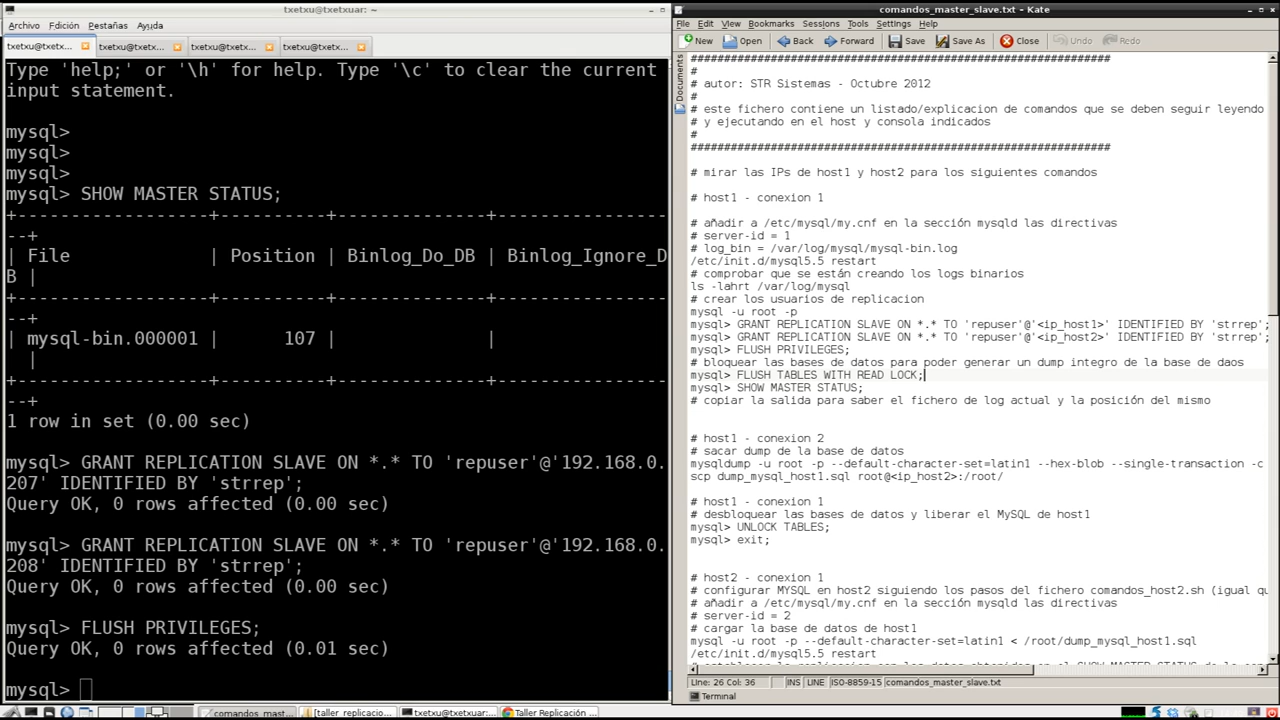 txetxu@txetxuar: ~
Archivo Edición Pestañas Ayuda
txetxu@txetx... txetxu@txetx... txetxu@txetx... txetxu@txetx...
Type 'help;' or '\h' for help. Type '\c' to clear the current
input statement.
mysql>
mysql>
mysql>
mysql> SHOW MASTER STATUS;
+------------------+----------+--------------+----------------
--+
| File | Position | Binlog_Do_DB | Binlog_Ignore_D
B |
+------------------+----------+--------------+----------------
--+
| mysql-bin.000001 | 107 | |
|
+------------------+----------+--------------+----------------
--+
1 row in set (0.00 sec)
mysql> GRANT REPLICATION SLAVE ON *.* TO 'repuser'@'192.168.0.
207' IDENTIFIED BY 'strrep';
Query OK, 0 rows affected (0.00 sec)
mysql> GRANT REPLICATION SLAVE ON *.* TO 'repuser'@'192.168.0.
208' IDENTIFIED BY 'strrep';
Query OK, 0 rows affected (0.00 sec)
mysql> FLUSH PRIVILEGES;
Query OK, 0 rows affected (0.01 sec)
mysql>
comandos_master_slave.txt - Kate
File Edit View Bookmarks Sessions Tools Settings Help
New Open Back Forward Save Save As Close Undo Redo
Documents
##############################################################
#
# autor: STR Sistemas - Octubre 2012
#
# este fichero contiene un listado/explicacion de comandos que se deben seguir leyendo
# y ejecutando en el host y consola indicados
#
##############################################################
# mirar las IPs de host1 y host2 para los siguientes comandos
# host1 - conexion 1
# añadir a /etc/mysql/my.cnf en la sección mysqld las directivas
# server-id = 1
# log_bin = /var/log/mysql/mysql-bin.log
/etc/init.d/mysql5.5 restart
# comprobar que se están creando los logs binarios
ls -lahrt /var/log/mysql
# crear los usuarios de replicacion
mysql -u root -p
mysql> GRANT REPLICATION SLAVE ON *.* TO 'repuser'@'<ip_host1>' IDENTIFIED BY 'strrep';
mysql> GRANT REPLICATION SLAVE ON *.* TO 'repuser'@'<ip_host2>' IDENTIFIED BY 'strrep';
mysql> FLUSH PRIVILEGES;
# bloquear las bases de datos para poder generar un dump integro de la base de daos
mysql> FLUSH TABLES WITH READ LOCK;
mysql> SHOW MASTER STATUS;
# copiar la salida para saber el fichero de log actual y la posición del mismo
# host1 - conexion 2
# sacar dump de la base de datos
mysqldump -u root -p --default-character-set=latin1 --hex-blob --single-transaction -c
scp dump_mysql_host1.sql root@<ip_host2>:/root/
# host1 - conexion 1
# desbloquear las bases de datos y liberar el MySQL de host1
mysql> UNLOCK TABLES;
mysql> exit;
# host2 - conexion 1
# configurar MYSQL en host2 siguiendo los pasos del fichero comandos_host2.sh (igual qu
# añadir a /etc/mysql/my.cnf en la sección mysqld las directivas
# server-id = 2
# cargar la base de datos de host1
mysql -u root -p --default-character-set=latin1 < /root/dump_mysql_host1.sql
/etc/init.d/mysql5.5 restart
Line: 26 Col: 36 INS LINE ISO-8859-15 comandos_master_slave.txt
Terminal
comandos_mast... [taller_replicacio... txetxu@txetxuar:... Taller Replicación ...